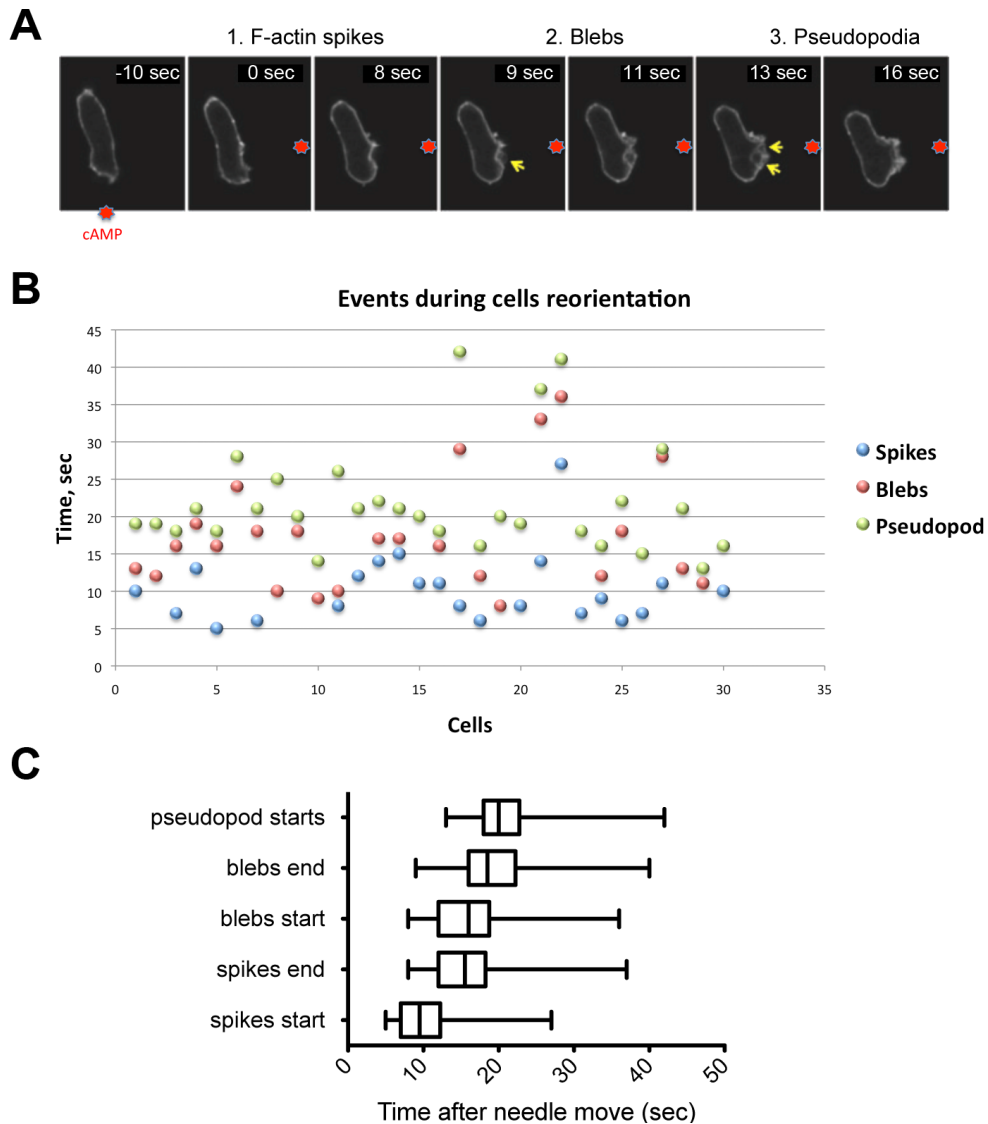 A
1. F-actin spikes 2. Blebs 3. Pseudopodia
-10 sec 0 sec 8 sec 9 sec 11 sec 13 sec 16 sec
cAMP
B
Events during cells reorientation
Time, sec
45
40
35
30
25
20
15
10
5
0
0 5 10 15 20 25 30 35
Cells
Spikes
Blebs
Pseudopod
C
pseudopod starts
blebs end
blebs start
spikes end
spikes start
0 10 20 30 40 50
Time after needle move (sec)